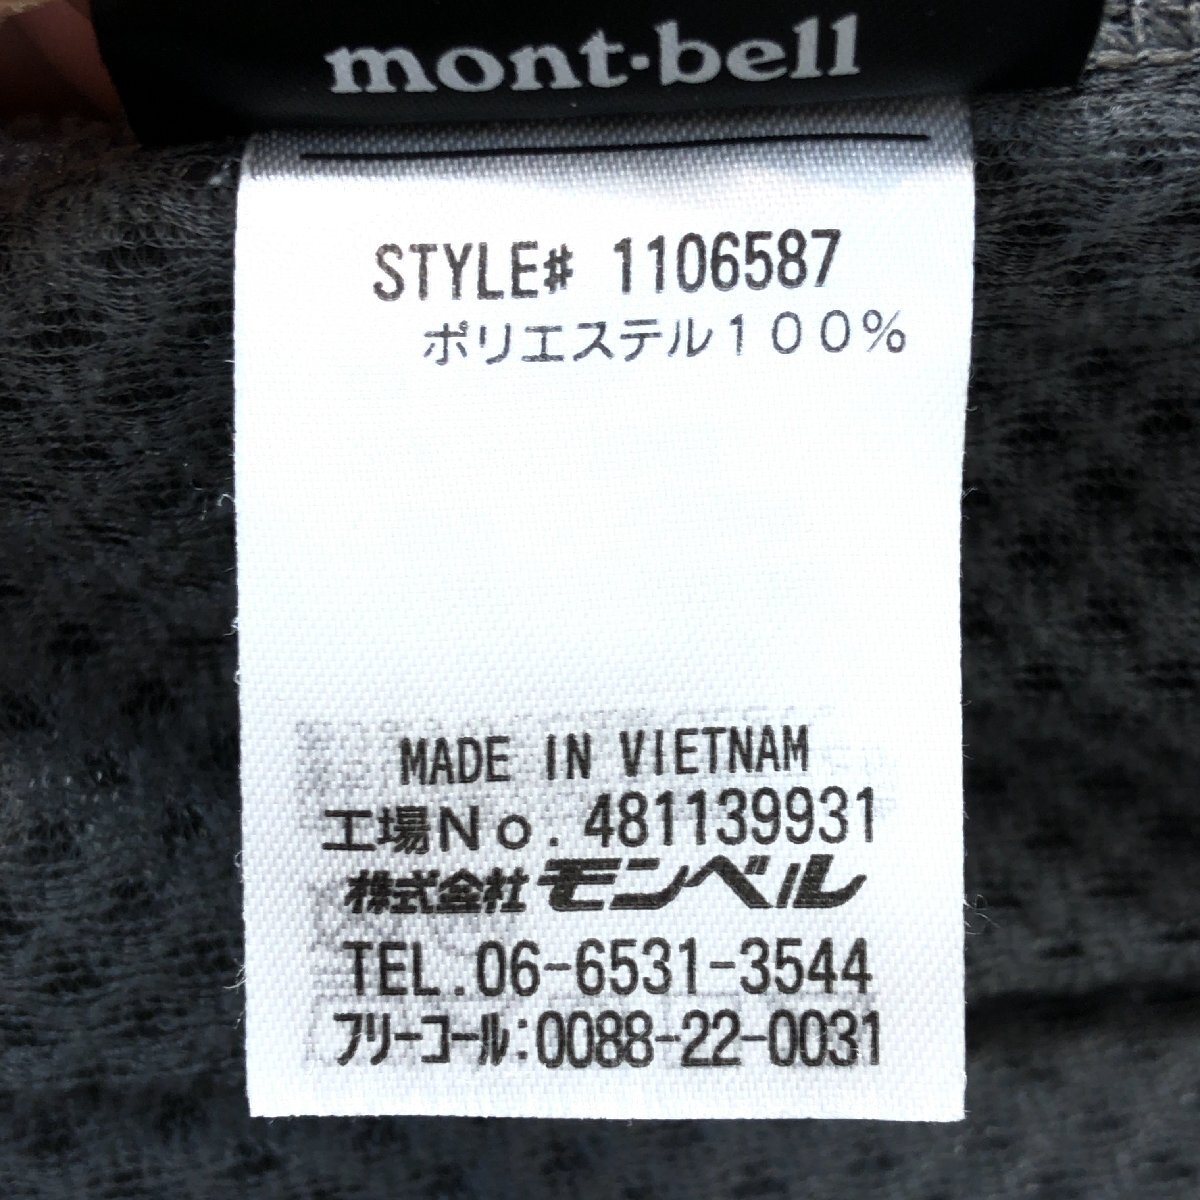 mont-bell
STYLE# 1106587
ポリエステル100%
MADE IN VIETNAM
工場No. 481139931
株式会社モンベル
TEL.06-6531-3544
フリーコール:0088-22-0031